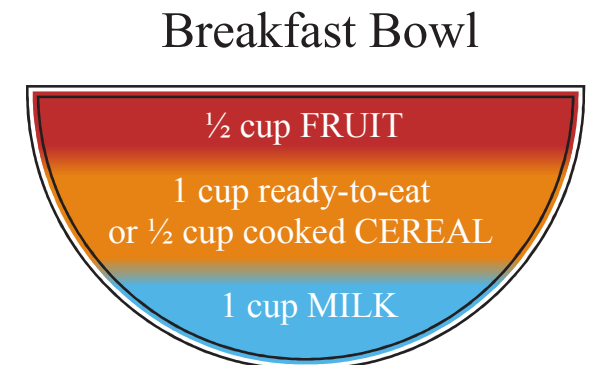 Breakfast Bowl
½ cup FRUIT
1 cup ready-to-eat
or ½ cup cooked CEREAL
1 cup MILK